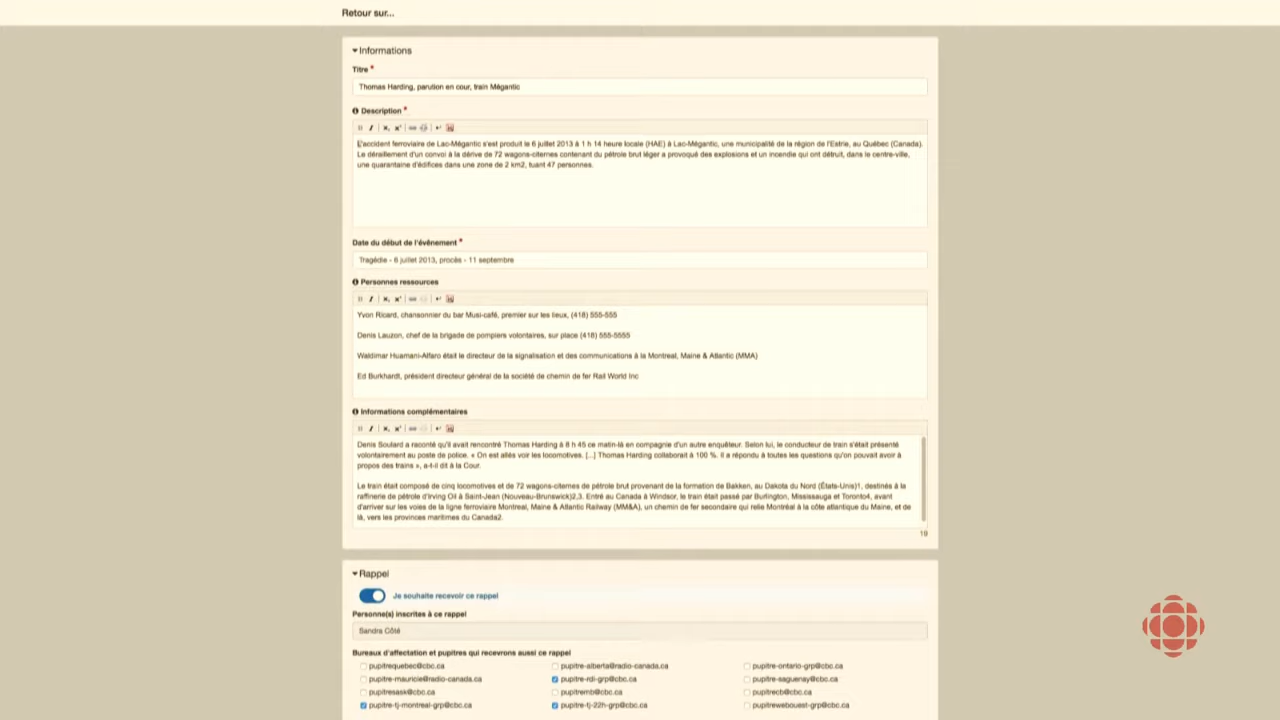 Retour sur...
Informations
Titre *
Thomas Harding, parution en cour, train Mégantic
Description *
L'accident ferroviaire de Lac-Mégantic s'est produit le 6 juillet 2013 à 1 h 14 heure locale (HAE) à Lac-Mégantic, une municipalité de la région de l'Estrie, au Québec (Canada).
Le déraillement d'un convoi à la dérive de 72 wagons-citernes contenant du pétrole brut léger a provoqué des explosions et un incendie qui ont détruit, dans le centre-ville,
une quarantaine d'édifices dans une zone de 2 km2, tuant 47 personnes.
Date du début de l'évènement *
Tragédie - 6 juillet 2013, procès - 11 septembre
Personnes ressources
Yvon Ricard, chansonnier du bar Musi-café, premier sur les lieux, (418) 555-555
Denis Lauzon, chef de la brigade de pompiers volontaires, sur place (418) 555-5555
Waldimar Huamani-Alfaro était le directeur de la signalisation et des communications à la Montreal, Maine & Atlantic (MMA)
Ed Burkhardt, président directeur général de la société de chemin de fer Rail World Inc
Informations complémentaires
Denis Soulard a raconté qu'il avait rencontré Thomas Harding à 8 h 45 ce matin-là en compagnie d'un autre enquêteur. Selon lui, le conducteur de train s'était présenté
volontairement au poste de police. « On est allés voir les locomotives. [...] Thomas Harding collaborait à 100 %. Il a répondu à toutes les questions qu'on pouvait avoir à
propos des trains », a-t-il dit à la Cour.
Le train était composé de cinq locomotives et de 72 wagons-citernes de pétrole brut provenant de la formation de Bakken, au Dakota du Nord (États-Unis)1, destinés à la
raffinerie de pétrole d'Irving Oil à Saint-Jean (Nouveau-Brunswick)2,3. Entré au Canada à Windsor, le train était passé par Burlington, Mississauga et Toronto4, avant
d'arriver sur les voies de la ligne ferroviaire Montreal, Maine & Atlantic Railway (MM&A), un chemin de fer secondaire qui relie Montréal à la côte atlantique du Maine, et de
là, vers les provinces maritimes du Canada2.
19
Rappel
Je souhaite recevoir ce rappel
Personne(s) inscrites à ce rappel
Sandra Côté
Bureaux d'affectation et pupitres qui recevrons aussi ce rappel
pupitrequebec@cbc.ca pupitre-alberta@radio-canada.ca pupitre-ontario-grp@cbc.ca
pupitre-mauricie@radio-canada.ca pupitre-rdi-grp@cbc.ca pupitre-saguenay@cbc.ca
pupitresask@cbc.ca pupitremb@cbc.ca pupitrecb@cbc.ca
pupitre-tj-montreal-grp@cbc.ca pupitre-tj-22h-grp@cbc.ca pupitrewebouest-grp@cbc.ca